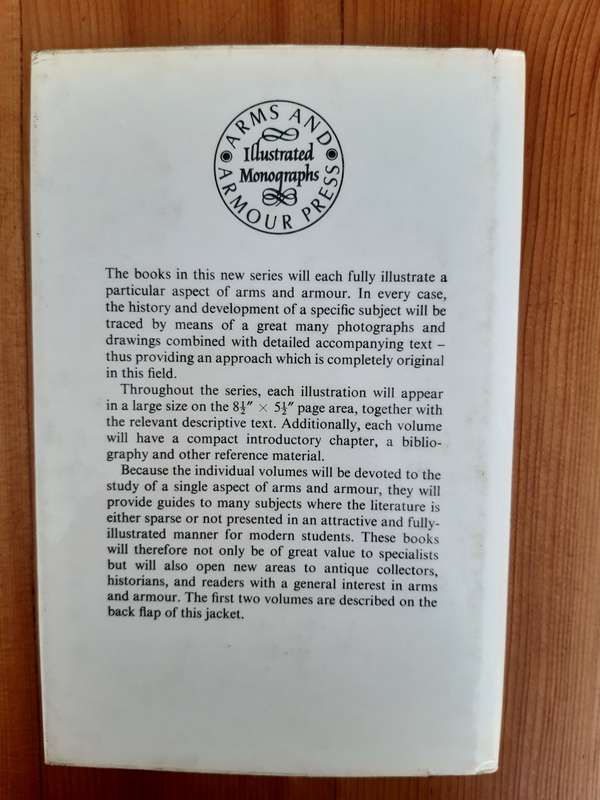 ARMS AND
Illustrated
Monographs
ARMOUR PRESS
The books in this new series will each fully illustrate a
particular aspect of arms and armour. In every case,
the history and development of a specific subject will be
traced by means of a great many photographs and
drawings combined with detailed accompanying text –
thus providing an approach which is completely original
in this field.
Throughout the series, each illustration will appear
in a large size on the 8½″ × 5½″ page area, together with
the relevant descriptive text. Additionally, each volume
will have a compact introductory chapter, a biblio-
graphy and other reference material.
Because the individual volumes will be devoted to the
study of a single aspect of arms and armour, they will
provide guides to many subjects where the literature is
either sparse or not presented in an attractive and fully-
illustrated manner for modern students. These books
will therefore not only be of great value to specialists
but will also open new areas to antique collectors,
historians, and readers with a general interest in arms
and armour. The first two volumes are described on the
back flap of this jacket.